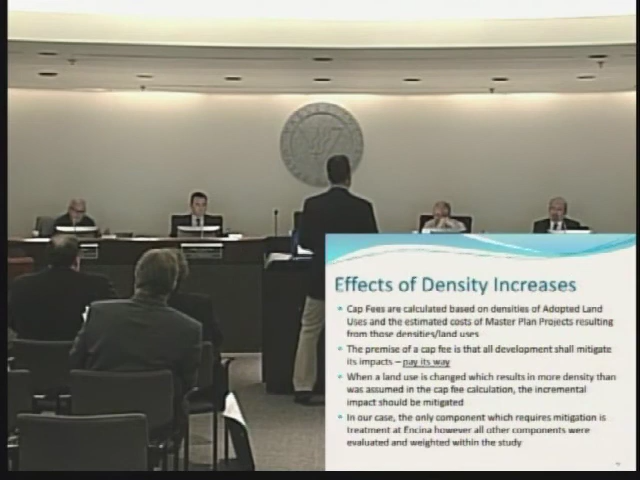 Effects of Density Increases
Cap Fees are calculated based on densities of Adopted Land
Uses and the estimated costs of Master Plan Projects resulting
from those densities/land uses
The premise of a cap fee is that all development shall mitigate
its impacts – pay its way
When a land use is changed which results in more density than
was assumed in the cap fee calculation, the incremental
impact should be mitigated
In our case, the only component which requires mitigation is
treatment at Encina however all other components were
evaluated and weighted within the study